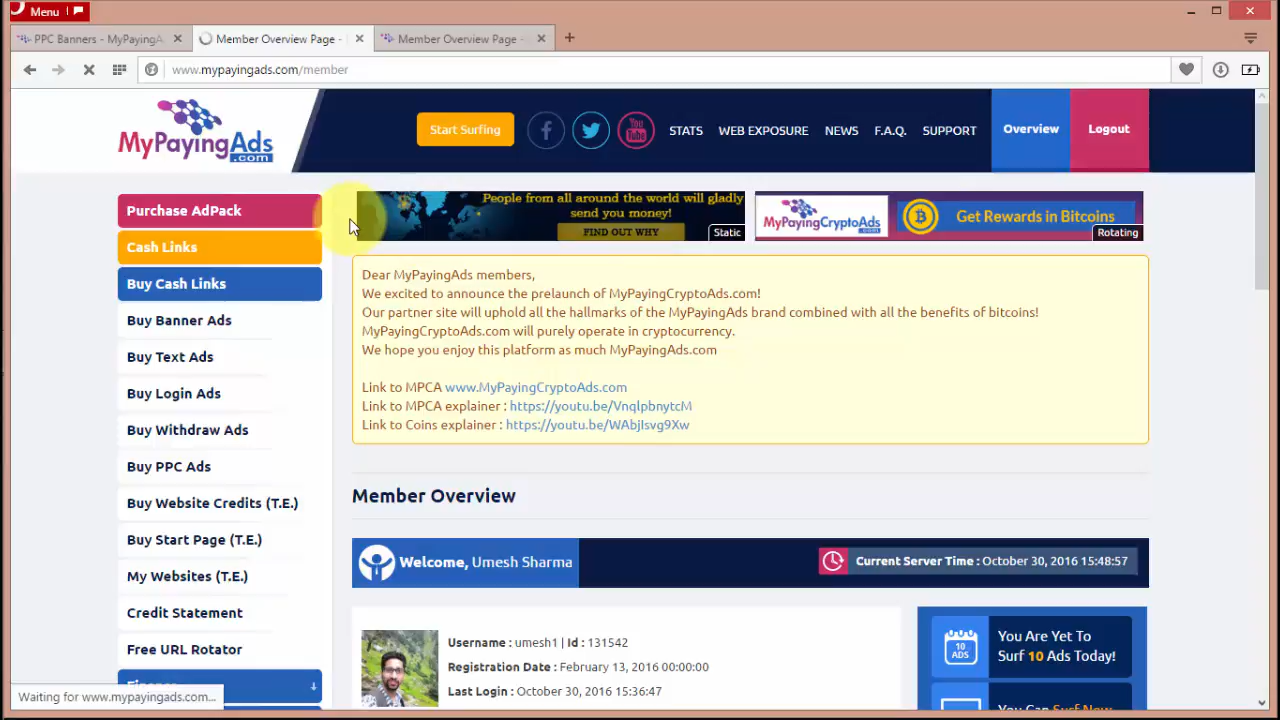 Menu
PPC Banners - MyPayingA
Member Overview Page -
Member Overview Page -
www.mypayingads.com/member
MyPayingAds
.com
Start Surfing
STATS
WEB EXPOSURE
NEWS
F.A.Q.
SUPPORT
Overview
Logout
Purchase AdPack
Cash Links
Buy Cash Links
Buy Banner Ads
Buy Text Ads
Buy Login Ads
Buy Withdraw Ads
Buy PPC Ads
Buy Website Credits (T.E.)
Buy Start Page (T.E.)
My Websites (T.E.)
Credit Statement
Free URL Rotator
Waiting for www.mypayingads.com...
People from all around the world will gladly
send you money!
FIND OUT WHY
Static
MyPayingCryptoAds
Get Rewards in Bitcoins
Rotating
Dear MyPayingAds members,
We excited to announce the prelaunch of MyPayingCryptoAds.com!
Our partner site will uphold all the hallmarks of the MyPayingAds brand combined with all the benefits of bitcoins!
MyPayingCryptoAds.com will purely operate in cryptocurrency.
We hope you enjoy this platform as much MyPayingAds.com
Link to MPCA www.MyPayingCryptoAds.com
Link to MPCA explainer : https://youtu.be/VnqlpbnytcM
Link to Coins explainer : https://youtu.be/WAbjIsvg9Xw
Member Overview
Welcome, Umesh Sharma
Current Server Time : October 30, 2016 15:48:57
Username : umesh1 | Id : 131542
Registration Date : February 13, 2016 00:00:00
Last Login : October 30, 2016 15:36:47
10
ADS
You Are Yet To
Surf 10 Ads Today!
You Can Surf Now